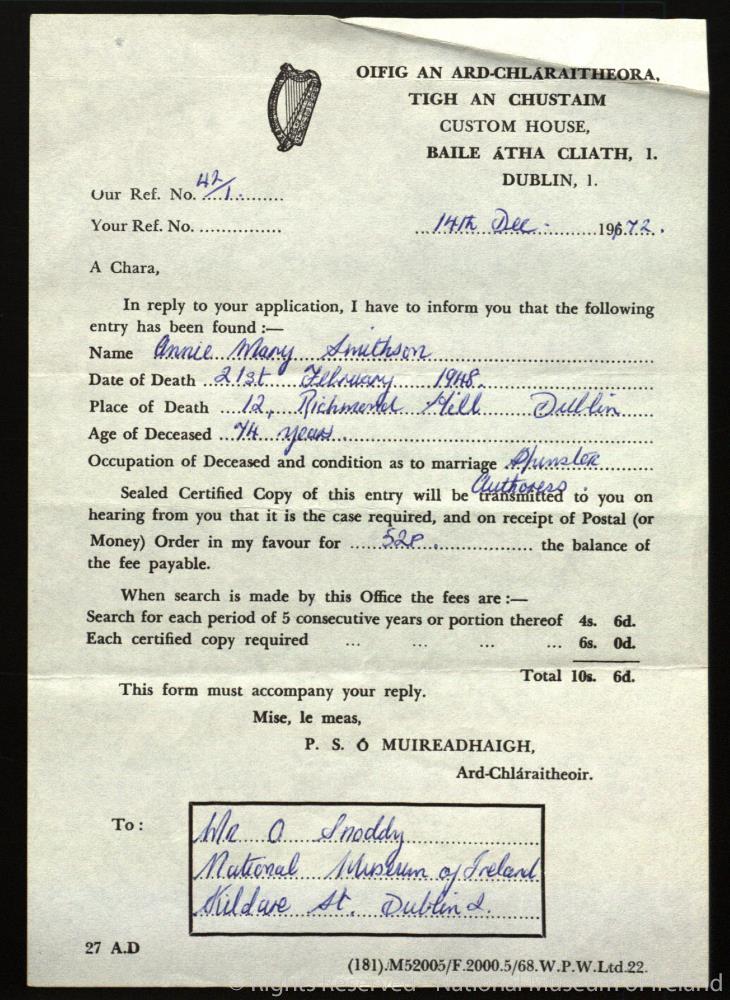 OIFIG AN ARD-CHLÁRAITHEORA,
TIGH AN CHUSTAIM
CUSTOM HOUSE,
BAILE ÁTHA CLIATH, 1.
DUBLIN, 1.
Our Ref. No. 42/1
Your Ref. No. ...............
14th Dec - 19672.
A Chara,
In reply to your application, I have to inform you that the following
entry has been found :—
Name Annie Mary Smithson
Date of Death 21st February 1948.
Place of Death 12, Richmond Hill Dublin
Age of Deceased 74 years
Occupation of Deceased and condition as to marriage Spinster
Authoress
Sealed Certified Copy of this entry will be transmitted to you on
hearing from you that it is the case required, and on receipt of Postal (or
Money) Order in my favour for 52P. the balance of
the fee payable.
When search is made by this Office the fees are :—
Search for each period of 5 consecutive years or portion thereof 4s. 6d.
Each certified copy required ... ... ... ... 6s. 0d.
Total 10s. 6d.
This form must accompany your reply.
Mise, le meas,
P. S. Ó MUIREADHAIGH,
Ard-Chláraitheoir.
To :
Mr O Snoddy
National Museum of Ireland
Kildare St. Dublin 2.
27 A.D
(181).M52005/F.2000.5/68.W.P.W.Ltd.22.
© Rights Reserved - National Museum of Ireland